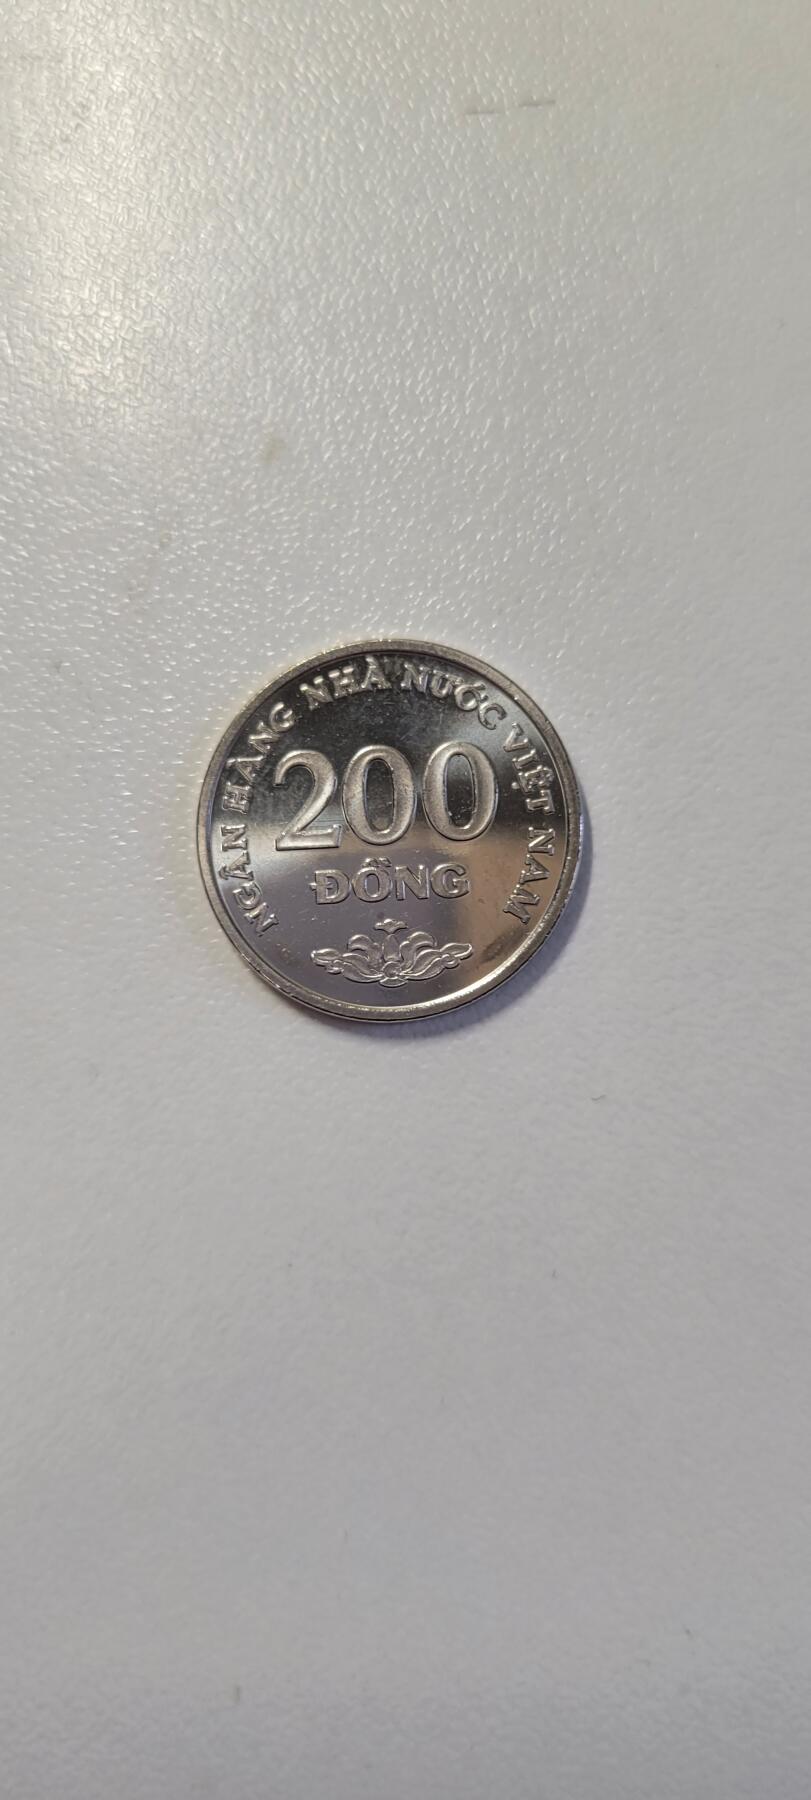 NGÂN HÀNG NHÀ NƯỚC VIỆT NAM
200
ĐỒNG